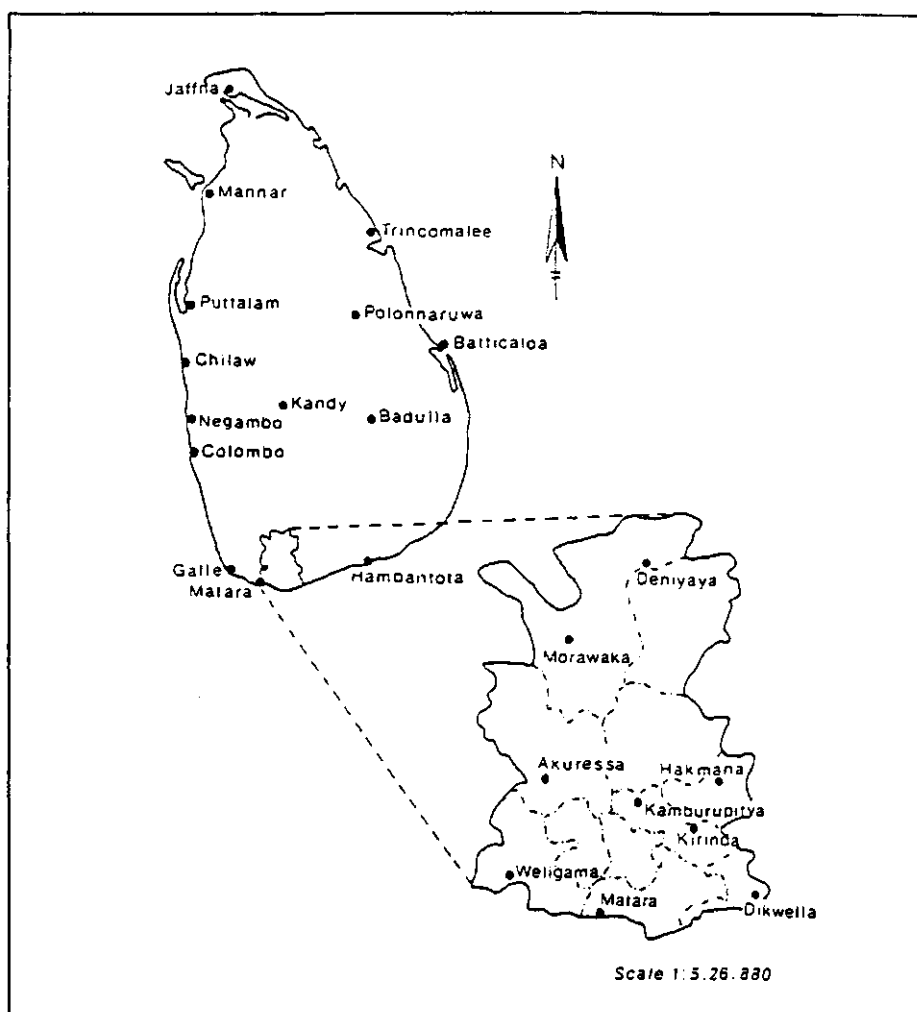 Jaffna
N
Mannar
Trincomalee
Puttalam
Polonnaruwa
Batticaloa
Chilaw
Kandy
Negambo
Badulla
Colombo
Galle
Matara
Hambantota
Deniyaya
Morawaka
Akuressa
Hakmana
Kamburupitya
Kirinda
Weligama
Matara
Dikwella
Scale 1:5.26.880